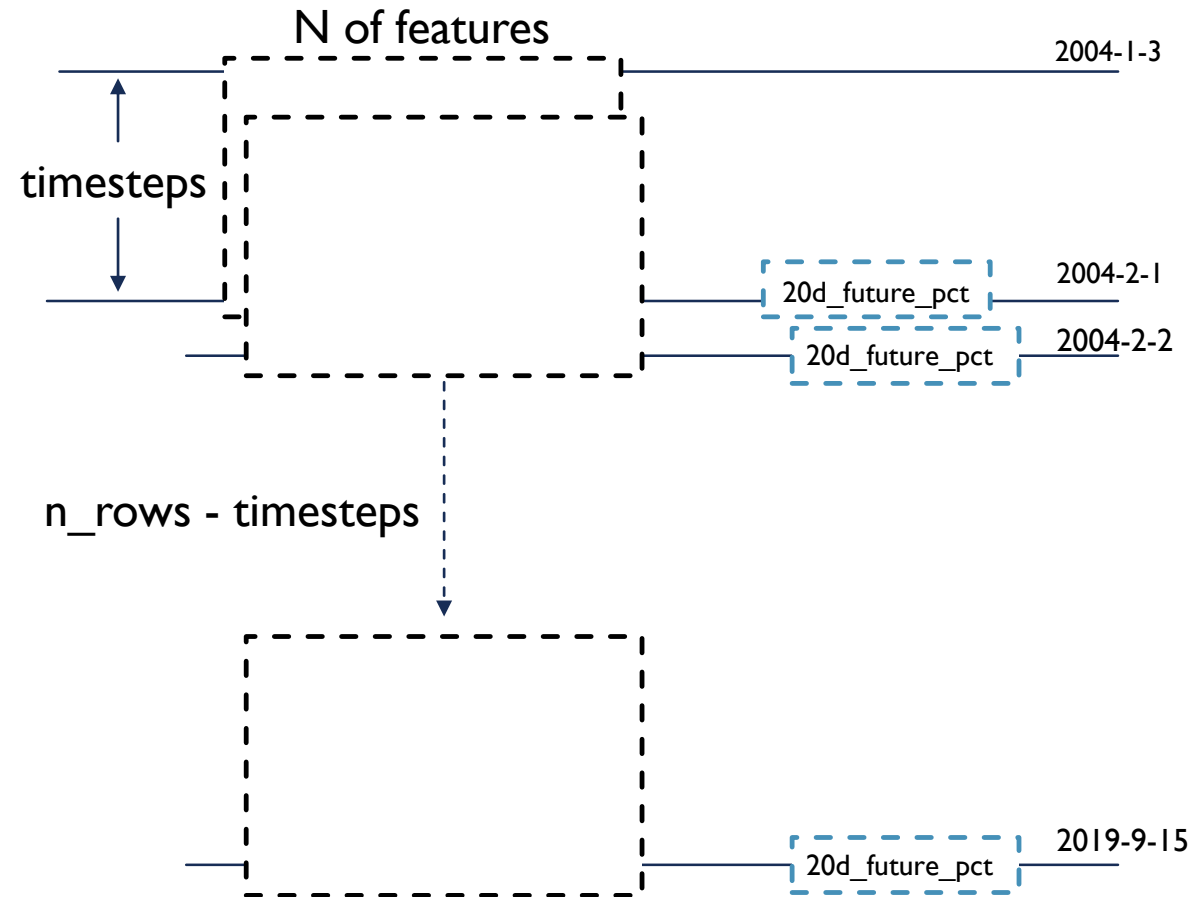 N of features
2004-1-3
timesteps
20d_future_pct
2004-2-1
20d_future_pct
2004-2-2
n_rows - timesteps
20d_future_pct
2019-9-15